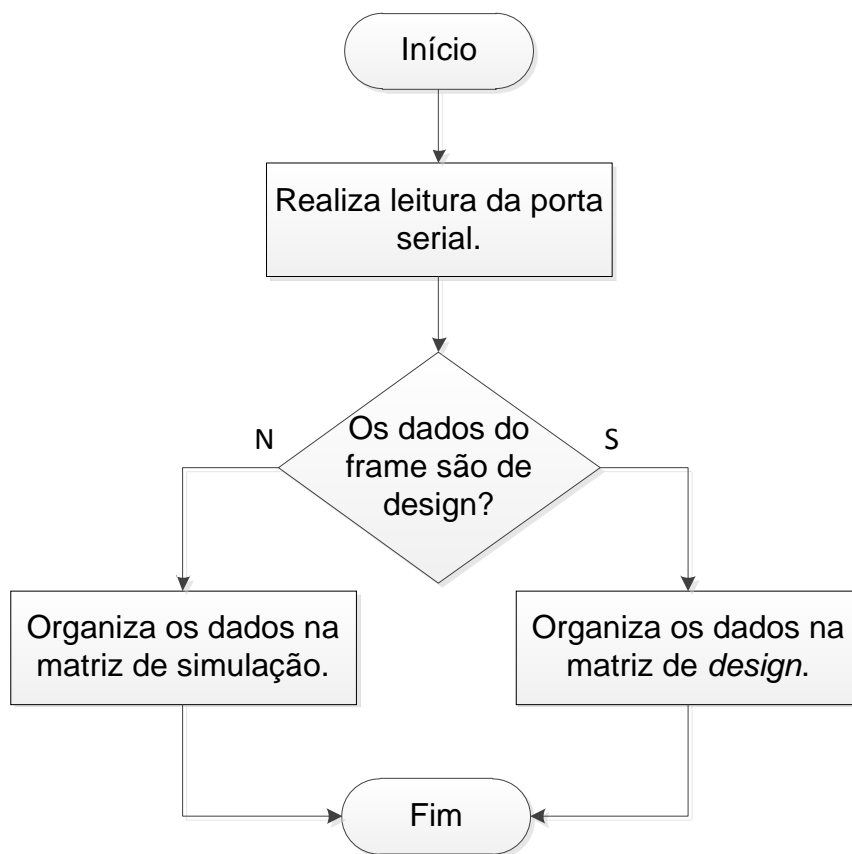 Início
Realiza leitura da porta
serial.
N
S
Os dados do
frame são de
design?
Organiza os dados na
matriz de simulação.
Organiza os dados na
matriz de design.
Fim